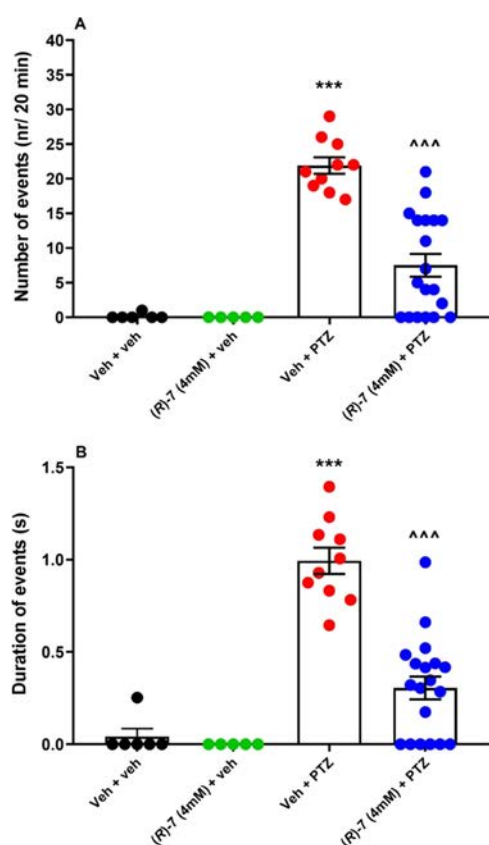 A
Number of events (nr/ 20 min)
40
35
30
25
20
15
10
5
0
***
^^^
Veh + veh
(R)-7 (4mM) + veh
Veh + PTZ
(R)-7 (4mM) + PTZ
B
Duration of events (s)
1.5
1.0
0.5
0.0
***
^^^
Veh + veh
(R)-7 (4mM) + veh
Veh + PTZ
(R)-7 (4mM) + PTZ